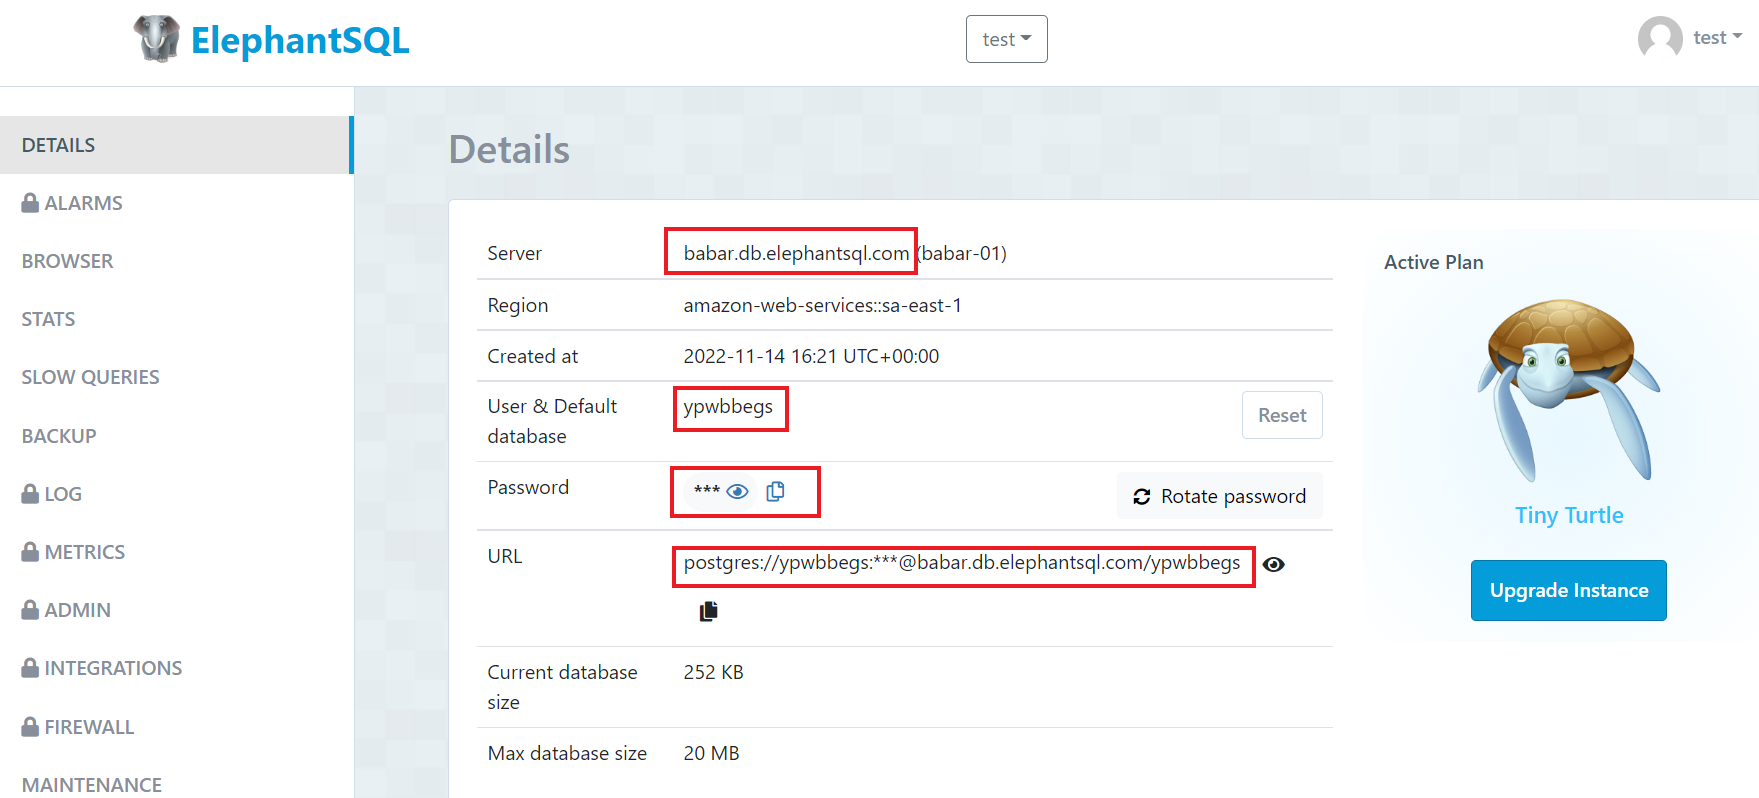 ElephantSQL
test
test
DETAILS
ALARMS
BROWSER
STATS
SLOW QUERIES
BACKUP
LOG
METRICS
ADMIN
INTEGRATIONS
FIREWALL
MAINTENANCE
Details
Server babar.db.elephantsql.com (babar-01)
Region amazon-web-services::sa-east-1
Created at 2022-11-14 16:21 UTC+00:00
User & Default ypwbbegs Reset
database
Password *** Rotate password
URL postgres://ypwbbegs:***@babar.db.elephantsql.com/ypwbbegs
Current database 252 KB
size
Max database size 20 MB
Active Plan
Tiny Turtle
Upgrade Instance